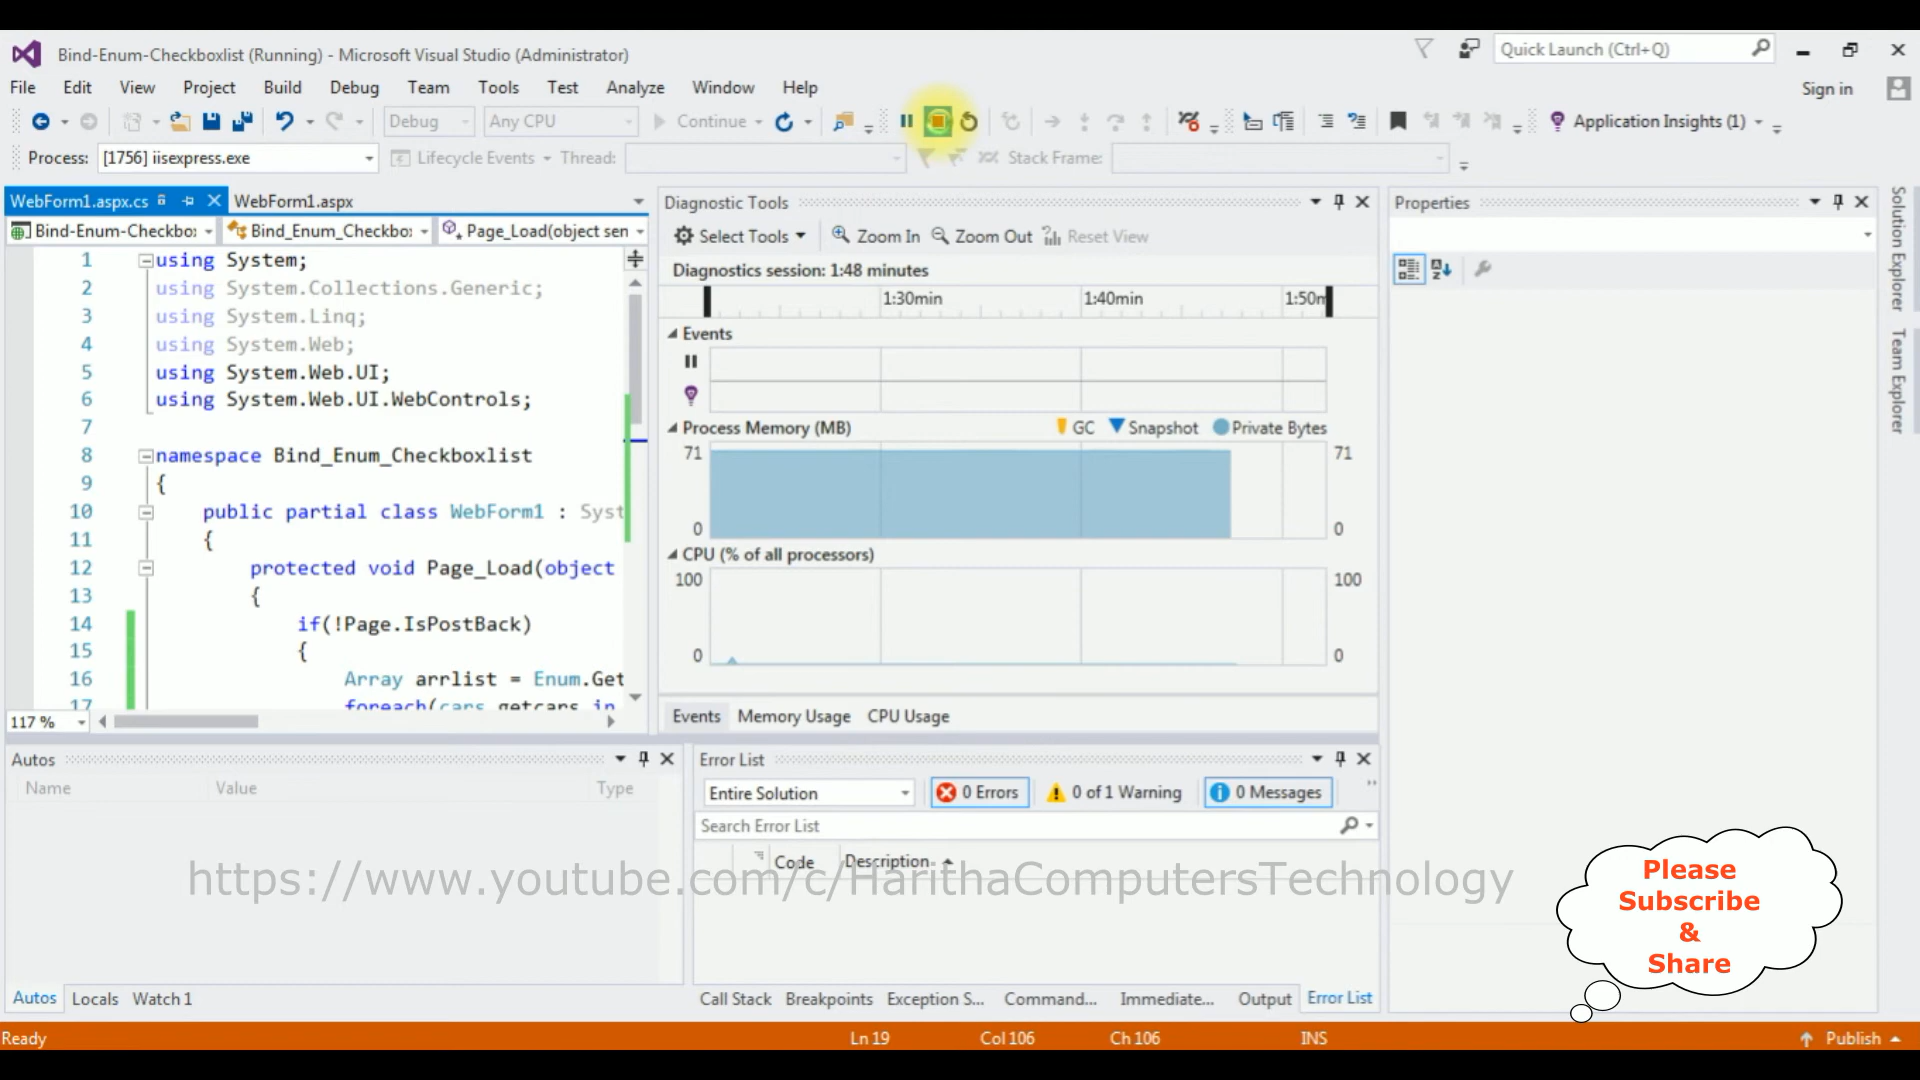 Bind-Enum-Checkboxlist (Running) - Microsoft Visual Studio (Administrator)
Quick Launch (Ctrl+Q)
File Edit View Project Build Debug Team Tools Test Analyze Window Help
Sign in
Debug Any CPU Continue Application Insights (1)
Process: [1756] iisexpress.exe Lifecycle Events Thread: Stack Frame:
WebForm1.aspx.cs WebForm1.aspx
Bind-Enum-Checkbo Bind_Enum_Checkbo Page_Load(object sen
1 using System;
2 using System.Collections.Generic;
3 using System.Linq;
4 using System.Web;
5 using System.Web.UI;
6 using System.Web.UI.WebControls;
7
8 namespace Bind_Enum_Checkboxlist
9 {
10 public partial class WebForm1 : Syst
11 {
12 protected void Page_Load(object
13 {
14 if(!Page.IsPostBack)
15 {
16 Array arrlist = Enum.Get
17 foreach(cars getcars in
117 %
Diagnostic Tools
Select Tools Zoom In Zoom Out Reset View
Diagnostics session: 1:48 minutes
1:30min 1:40min 1:50m
Events
Process Memory (MB) GC Snapshot Private Bytes
71 71
0 0
CPU (% of all processors)
100 100
0 0
Events Memory Usage CPU Usage
Properties
Solution Explorer
Team Explorer
Autos
Name Value Type
Autos Locals Watch 1
Error List
Entire Solution 0 Errors 0 of 1 Warning 0 Messages
Search Error List
Code Description
https://www.youtube.com/c/HarithaComputersTechnology
Call Stack Breakpoints Exception S... Command... Immediate... Output Error List
Please
Subscribe
&
Share
Ready Ln 19 Col 106 Ch 106 INS Publish